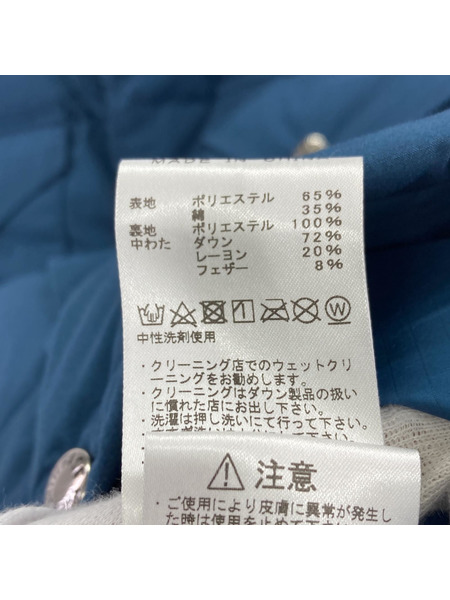 MADE IN CHINA
表地 ポリエステル 65%
綿 35%
裏地 ポリエステル 100%
中わた ダウン 72%
レーヨン 20%
フェザー 8%
W
中性洗剤使用
・クリーニング店でのウェットクリ
ーニングをお勧めします。
・クリーニングはダウン製品の扱い
に慣れた店にお出し下さい。
・洗濯は押し洗いにて行って下さい。
注意
・ご使用により皮膚に異常が発生し
た時は使用を止めて下さい。